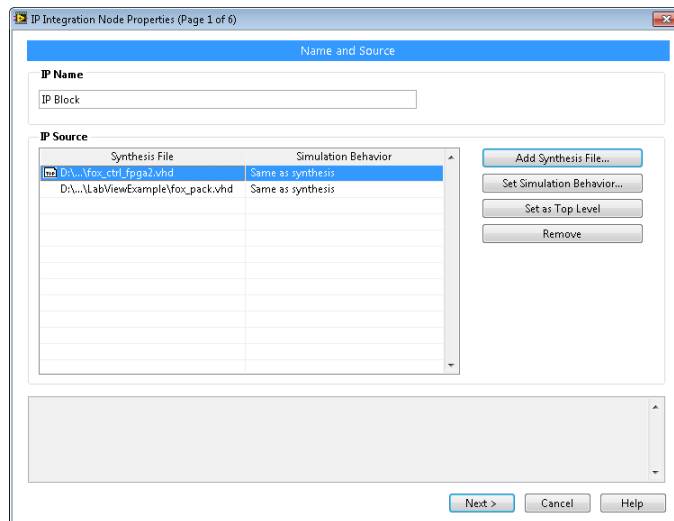 IP Integration Node Properties (Page 1 of 6)
Name and Source
IP Name
IP Block
IP Source
Synthesis File Simulation Behavior
TOP D:\...\fox_ctrl_fpga2.vhd Same as synthesis
D:\...\LabViewExample\fox_pack.vhd Same as synthesis
Add Synthesis File...
Set Simulation Behavior...
Set as Top Level
Remove
Next > Cancel Help